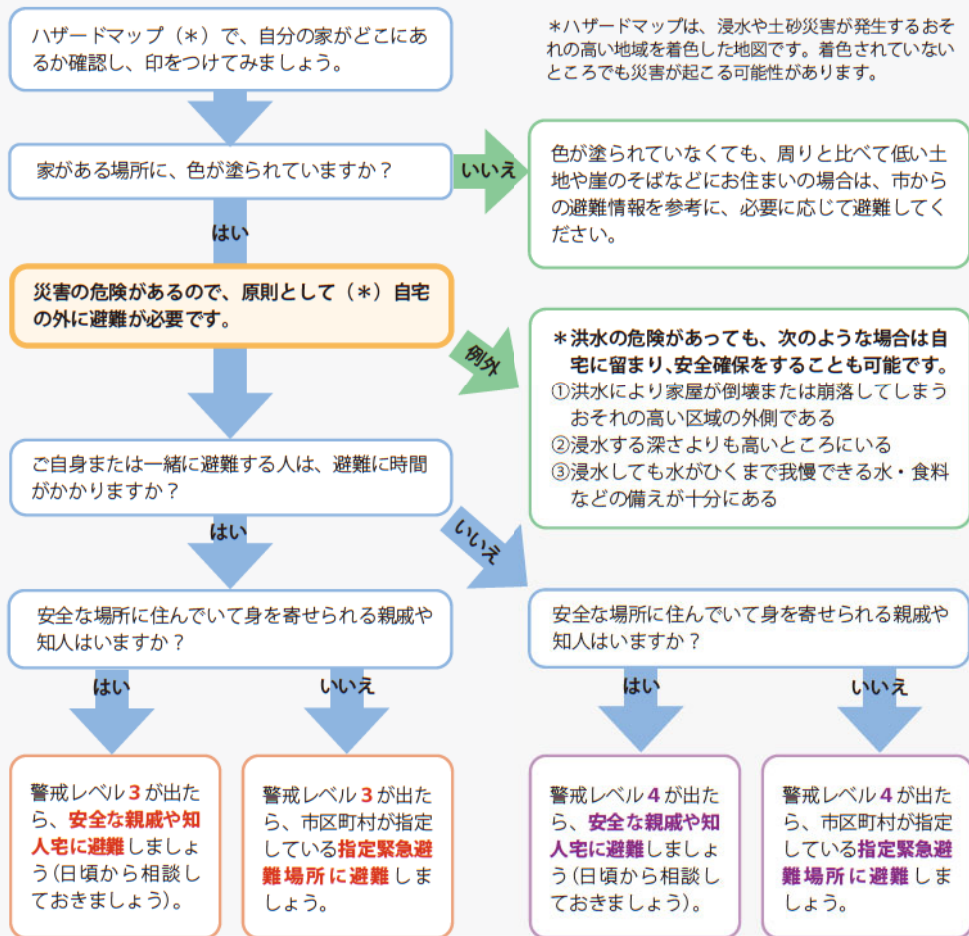 ハザードマップ（＊）で、自分の家がどこにあ
るか確認し、印をつけてみましょう。
＊ハザードマップは、浸水や土砂災害が発生するおそ
れの高い地域を着色した地図です。着色されていない
ところでも災害が起こる可能性があります。
家がある場所に、色が塗られていますか？
いいえ
色が塗られていなくても、周りと比べて低い土
地や崖のそばなどにお住まいの場合は、市から
の避難情報を参考に、必要に応じて避難してく
ださい。
はい
災害の危険があるので、原則として（＊）自宅
の外に避難が必要です。
例外
＊洪水の危険があっても、次のような場合は自
宅に留まり、安全確保をすることも可能です。
①洪水により家屋が倒壊または崩落してしまう
おそれの高い区域の外側である
②浸水する深さよりも高いところにいる
③浸水しても水がひくまで我慢できる水・食料
などの備えが十分にある
ご自身または一緒に避難する人は、避難に時間
がかかりますか？
はい
いいえ
安全な場所に住んでいて身を寄せられる親戚や
知人はいますか？
安全な場所に住んでいて身を寄せられる親戚や
知人はいますか？
はい
いいえ
はい
いいえ
警戒レベル3が出た
ら、安全な親戚や知
人宅に避難しましょ
う(日頃から相談し
ておきましょう)。
警戒レベル3が出た
ら、市区町村が指定
している指定緊急避
難場所に避難しま
しょう。
警戒レベル4が出た
ら、安全な親戚や知
人宅に避難しましょ
う(日頃から相談し
ておきましょう)。
警戒レベル4が出た
ら、市区町村が指定
している指定緊急避
難場所に避難しま
しょう。